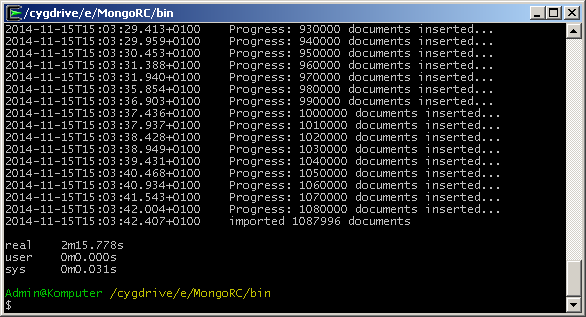 /cygdrive/e/MongoRC/bin
2014-11-15T15:03:29.413+0100 Progress: 930000 documents inserted...
2014-11-15T15:03:29.959+0100 Progress: 940000 documents inserted...
2014-11-15T15:03:30.453+0100 Progress: 950000 documents inserted...
2014-11-15T15:03:31.388+0100 Progress: 960000 documents inserted...
2014-11-15T15:03:31.940+0100 Progress: 970000 documents inserted...
2014-11-15T15:03:35.854+0100 Progress: 980000 documents inserted...
2014-11-15T15:03:36.903+0100 Progress: 990000 documents inserted...
2014-11-15T15:03:37.436+0100 Progress: 1000000 documents inserted...
2014-11-15T15:03:37.937+0100 Progress: 1010000 documents inserted...
2014-11-15T15:03:38.428+0100 Progress: 1020000 documents inserted...
2014-11-15T15:03:38.949+0100 Progress: 1030000 documents inserted...
2014-11-15T15:03:39.431+0100 Progress: 1040000 documents inserted...
2014-11-15T15:03:40.468+0100 Progress: 1050000 documents inserted...
2014-11-15T15:03:40.934+0100 Progress: 1060000 documents inserted...
2014-11-15T15:03:41.543+0100 Progress: 1070000 documents inserted...
2014-11-15T15:03:42.004+0100 Progress: 1080000 documents inserted...
2014-11-15T15:03:42.407+0100 imported 1087996 documents
real 2m15.778s
user 0m0.000s
sys 0m0.031s
Admin@Komputer /cygdrive/e/MongoRC/bin
$